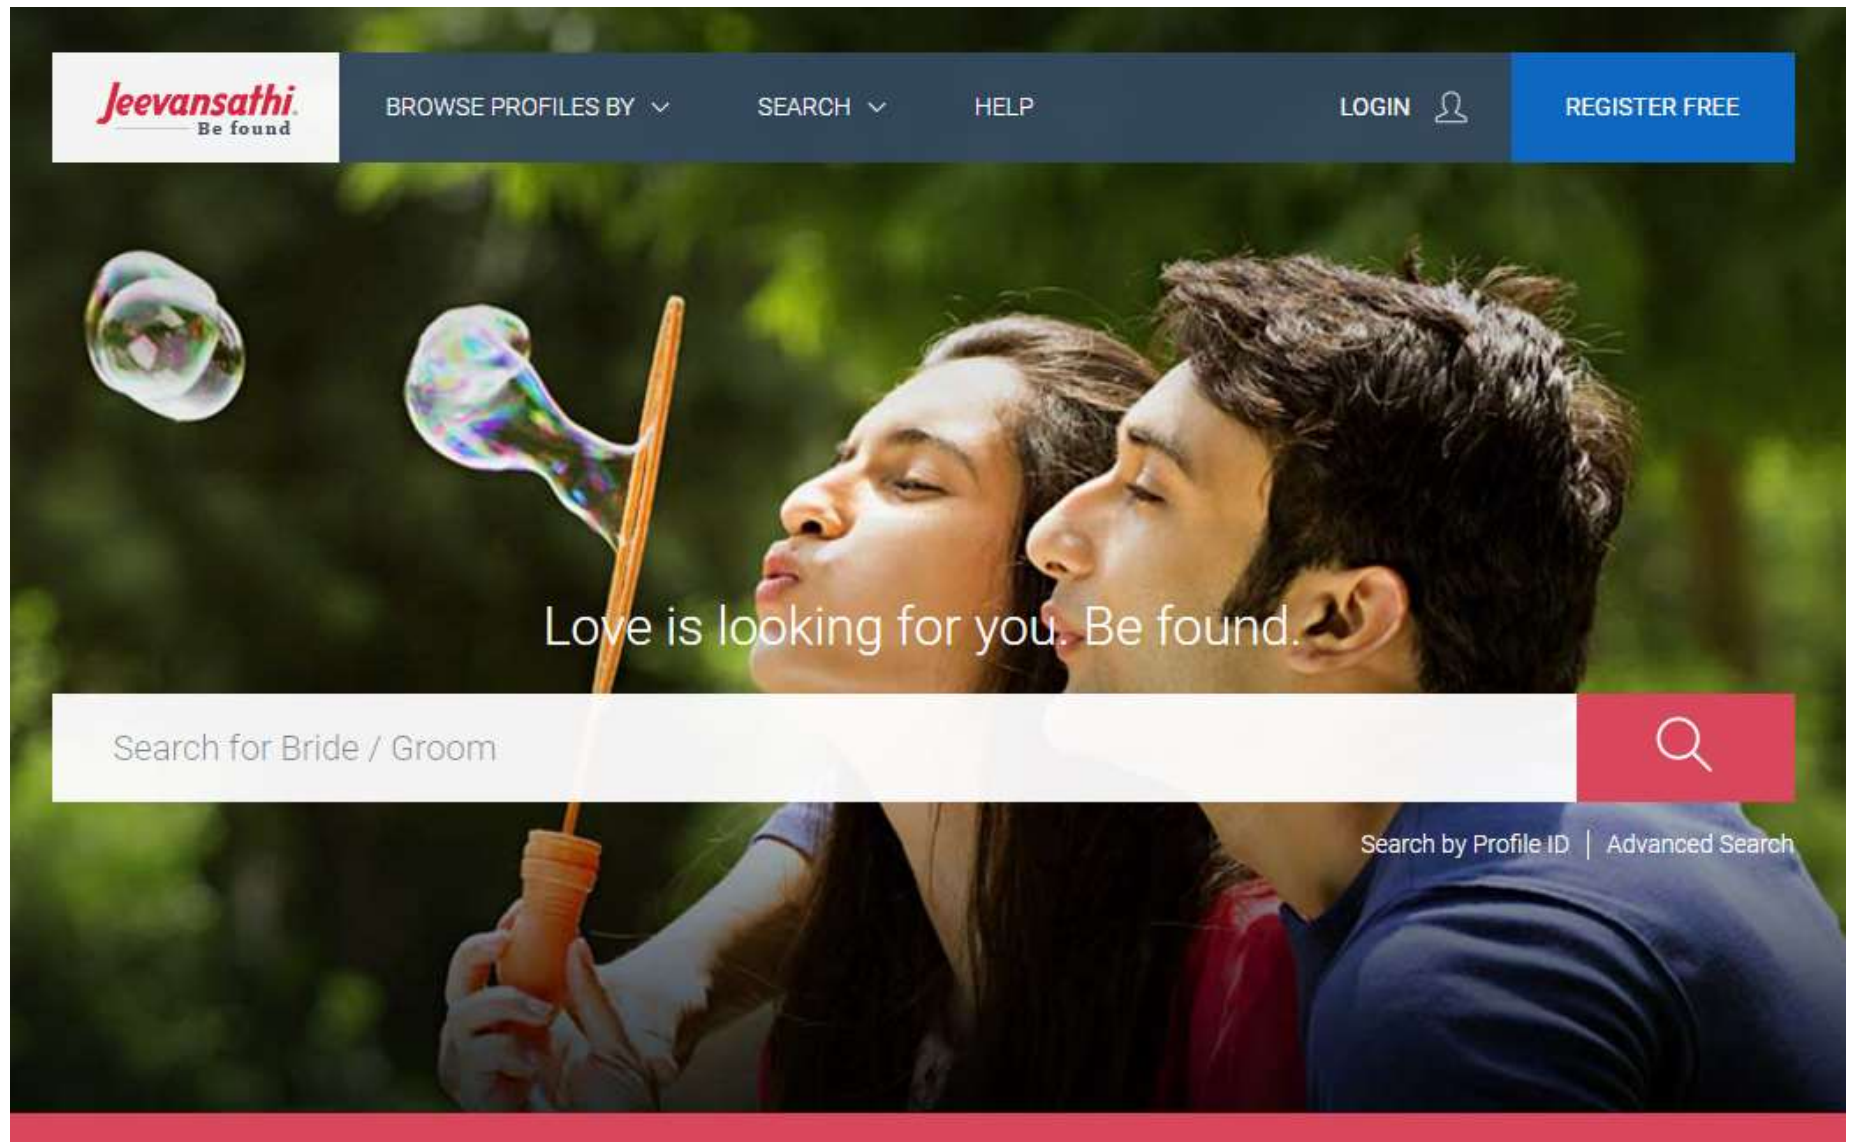 Jeevansathi
Be found
BROWSE PROFILES BY
SEARCH
HELP
LOGIN
REGISTER FREE
Love is looking for you. Be found.
Search for Bride / Groom
Search by Profile ID | Advanced Search